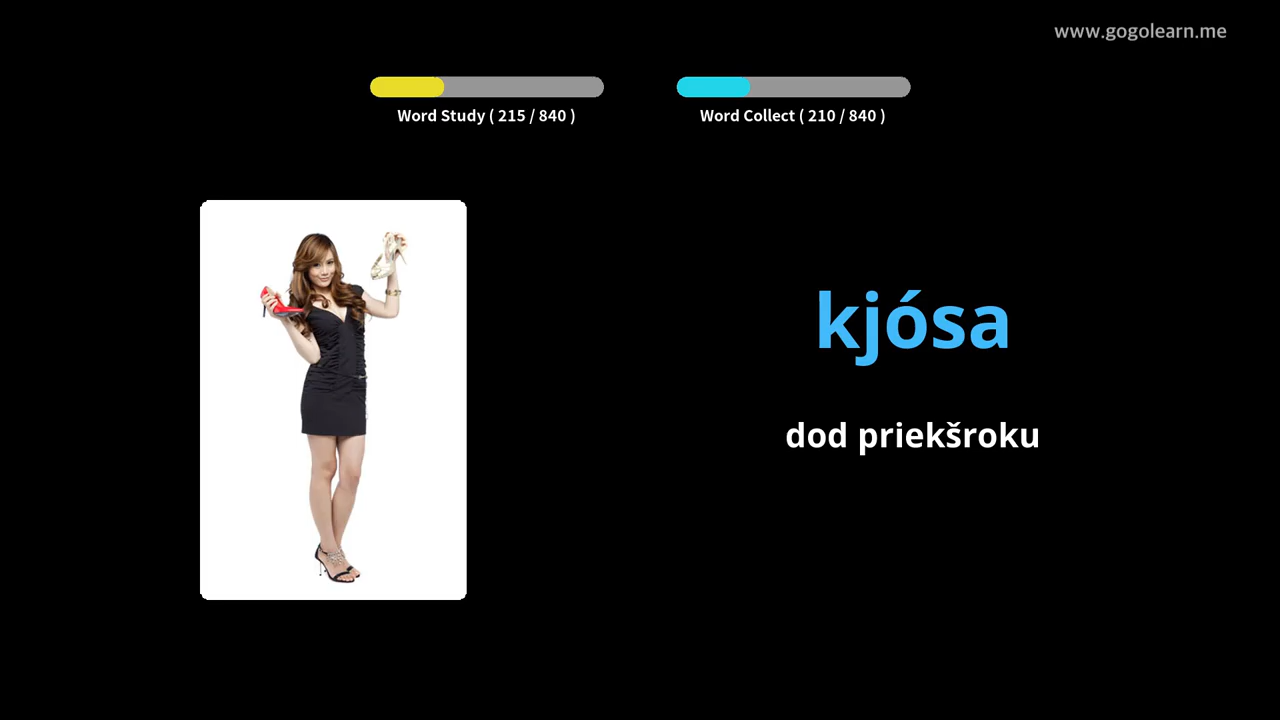 www.gogolearn.me
Word Study ( 215 / 840 )
Word Collect ( 210 / 840 )
kjósa
dod priekšroku